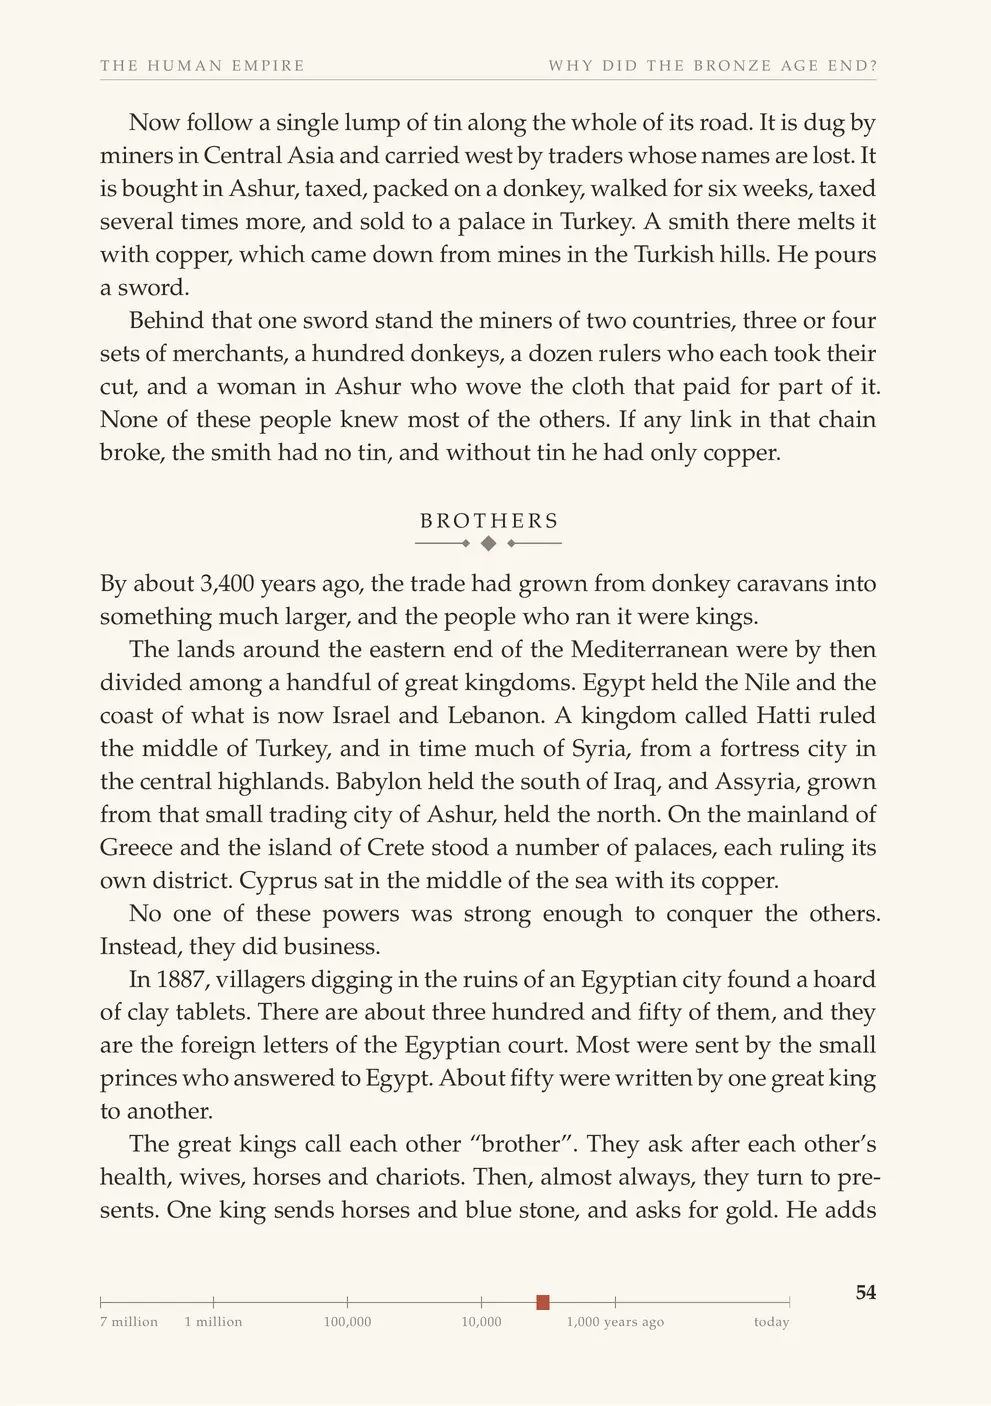 THE HUMAN EMPIRE
WHY DID THE BRONZE AGE END?
Now follow a single lump of tin along the whole of its road. It is dug by
miners in Central Asia and carried west by traders whose names are lost. It
is bought in Ashur, taxed, packed on a donkey, walked for six weeks, taxed
several times more, and sold to a palace in Turkey. A smith there melts it
with copper, which came down from mines in the Turkish hills. He pours
a sword.
Behind that one sword stand the miners of two countries, three or four
sets of merchants, a hundred donkeys, a dozen rulers who each took their
cut, and a woman in Ashur who wove the cloth that paid for part of it.
None of these people knew most of the others. If any link in that chain
broke, the smith had no tin, and without tin he had only copper.
BROTHERS
By about 3,400 years ago, the trade had grown from donkey caravans into
something much larger, and the people who ran it were kings.
The lands around the eastern end of the Mediterranean were by then
divided among a handful of great kingdoms. Egypt held the Nile and the
coast of what is now Israel and Lebanon. A kingdom called Hatti ruled
the middle of Turkey, and in time much of Syria, from a fortress city in
the central highlands. Babylon held the south of Iraq, and Assyria, grown
from that small trading city of Ashur, held the north. On the mainland of
Greece and the island of Crete stood a number of palaces, each ruling its
own district. Cyprus sat in the middle of the sea with its copper.
No one of these powers was strong enough to conquer the others.
Instead, they did business.
In 1887, villagers digging in the ruins of an Egyptian city found a hoard
of clay tablets. There are about three hundred and fifty of them, and they
are the foreign letters of the Egyptian court. Most were sent by the small
princes who answered to Egypt. About fifty were written by one great king
to another.
The great kings call each other “brother”. They ask after each other’s
health, wives, horses and chariots. Then, almost always, they turn to pre-
sents. One king sends horses and blue stone, and asks for gold. He adds
54
7 million 1 million 100,000 10,000 1,000 years ago today